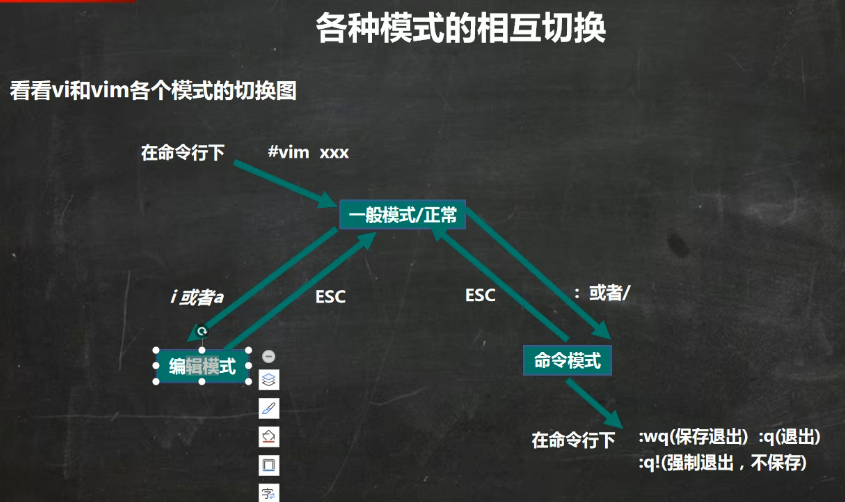 各种模式的相互切换
看看vi和vim各个模式的切换图
在命令行下 #vim xxx
一般模式/正常
i 或者a
ESC
ESC
: 或者/
编辑模式
命令模式
在命令行下
:wq(保存退出) :q(退出)
:q!(强制退出，不保存)
字